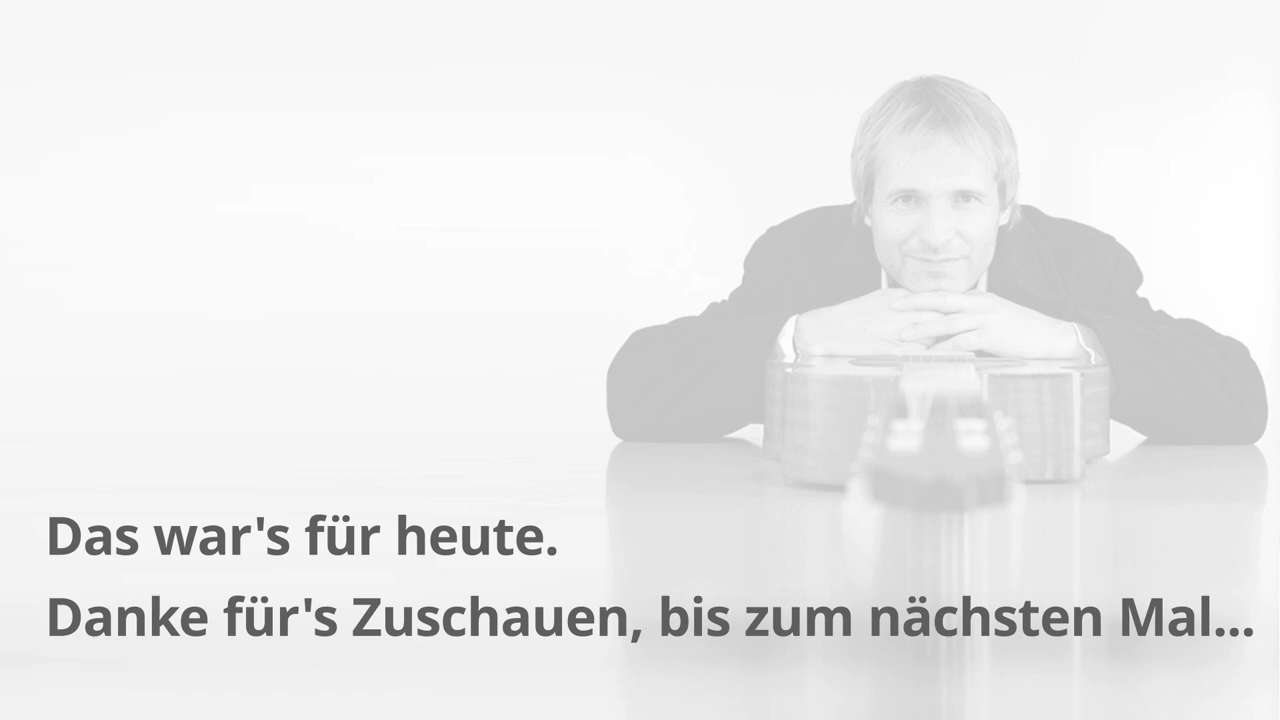 Das war's für heute.
Danke für's Zuschauen, bis zum nächsten Mal...